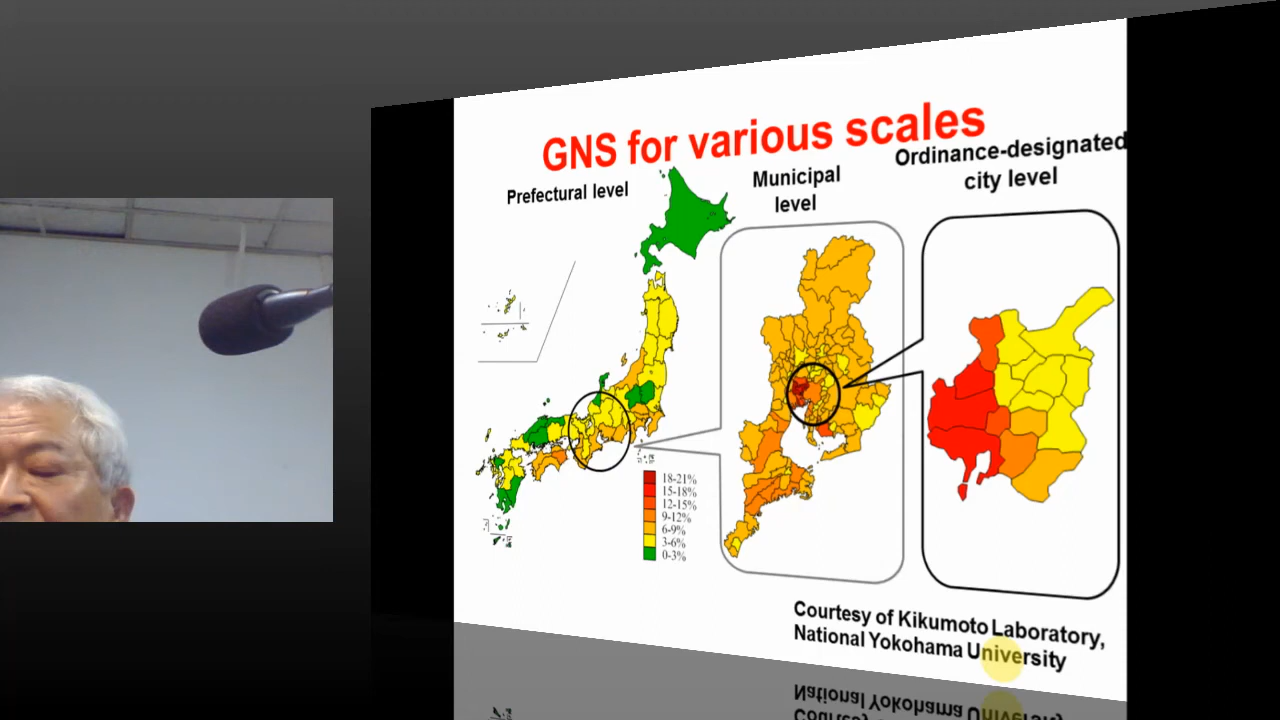 GNS for various scales
Prefectural level
Municipal
level
Ordinance-designated
city level
18-21%
15-18%
12-15%
9-12%
6-9%
3-6%
0-3%
Courtesy of Kikumoto Laboratory,
National Yokohama University